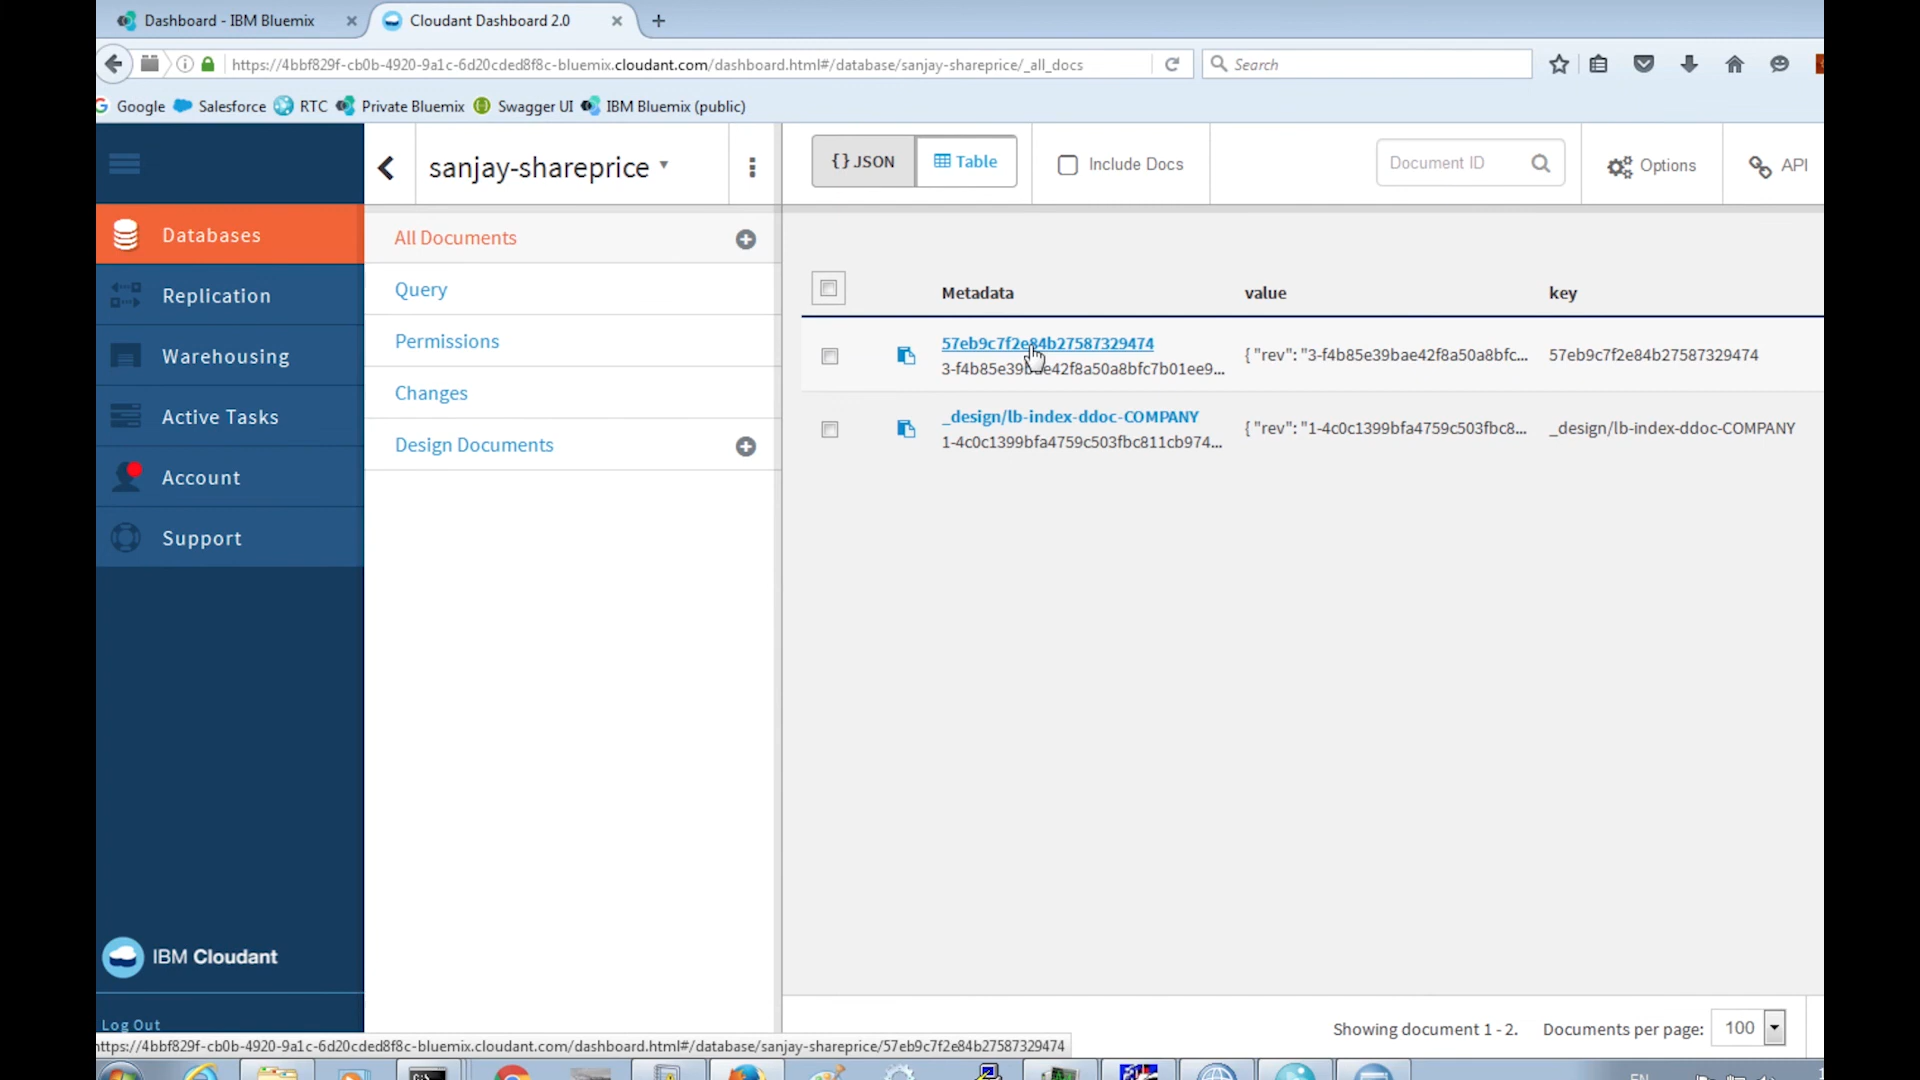 Dashboard - IBM Bluemix
Cloudant Dashboard 2.0
https://4bbf829f-cb0b-4920-9a1c-6d20cded8f8c-bluemix.cloudant.com/dashboard.html#/database/sanjay-shareprice/_all_docs
Search
Google
Salesforce
RTC
Private Bluemix
Swagger UI
IBM Bluemix (public)
sanjay-shareprice
{} JSON
Table
Include Docs
Document ID
Options
API
Databases
Replication
Warehousing
Active Tasks
Account
Support
All Documents
Query
Permissions
Changes
Design Documents
Metadata value key
57eb9c7f2e84b27587329474
3-f4b85e39bae42f8a50a8bfc7b01ee9...
{ "rev": "3-f4b85e39bae42f8a50a8bfc...
57eb9c7f2e84b27587329474
_design/lb-index-ddoc-COMPANY
1-4c0c1399bfa4759c503fbc811cb974...
{ "rev": "1-4c0c1399bfa4759c503fbc8...
_design/lb-index-ddoc-COMPANY
IBM Cloudant
Log Out
Showing document 1 - 2.
Documents per page:
100
https://4bbf829f-cb0b-4920-9a1c-6d20cded8f8c-bluemix.cloudant.com/dashboard.html#/database/sanjay-shareprice/57eb9c7f2e84b27587329474